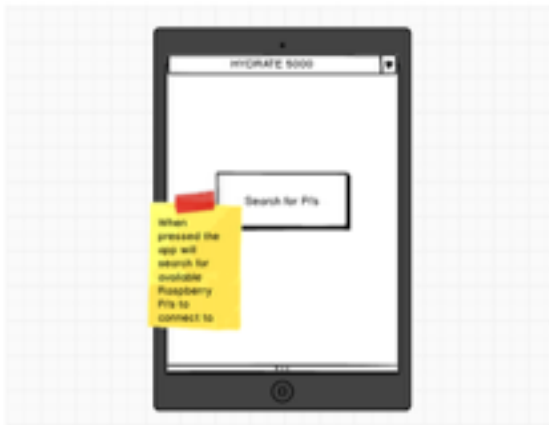 HYDRATE 5000
Search for Pi's
When
pressed the
app will
search for
available
Raspberry
Pi's to
connect to